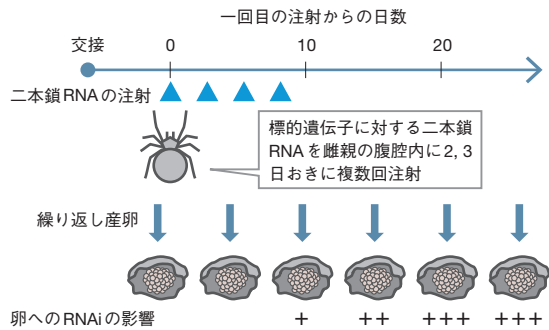 一回目の注射からの日数
交接 0 10 20
二本鎖RNAの注射
標的遺伝子に対する二本鎖
RNAを雌親の腹腔内に2, 3
日おきに複数回注射
繰り返し産卵
卵へのRNAiの影響 + ++ +++ +++